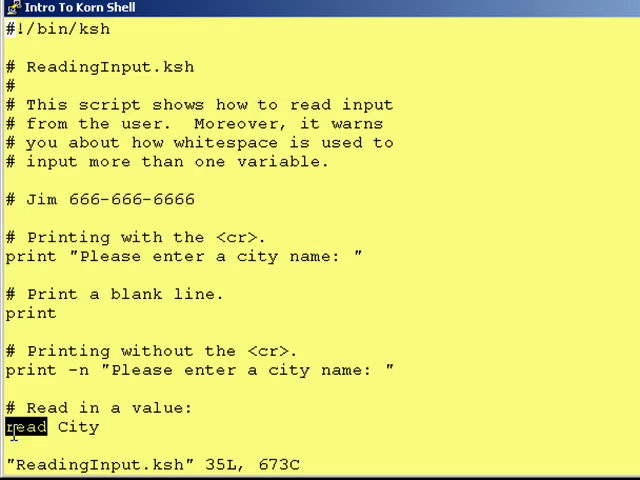 Intro To Korn Shell
#!/bin/ksh
# ReadingInput.ksh
#
# This script shows how to read input
# from the user.  Moreover, it warns
# you about how whitespace is used to
# input more than one variable.
# Jim 666-666-6666
# Printing with the <cr>.
print "Please enter a city name: "
# Print a blank line.
print
# Printing without the <cr>.
print -n "Please enter a city name: "
# Read in a value:
read City
"ReadingInput.ksh" 35L, 673C